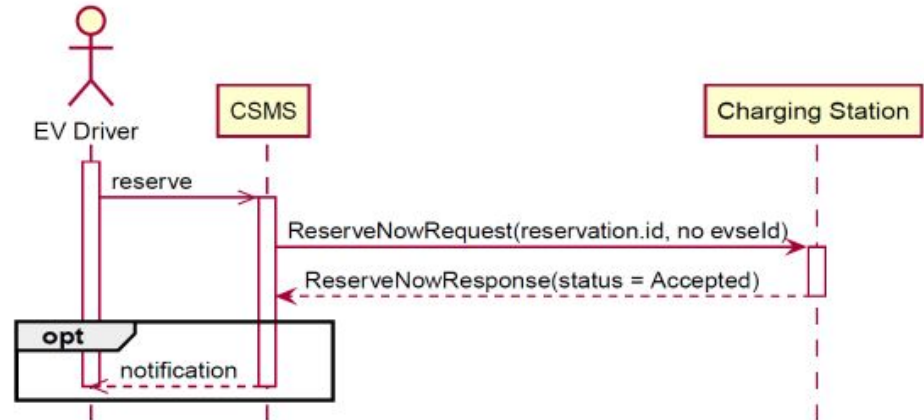 EV Driver
CSMS
Charging Station
reserve
ReserveNowRequest(reservation.id, no evseId)
ReserveNowResponse(status = Accepted)
opt
notification